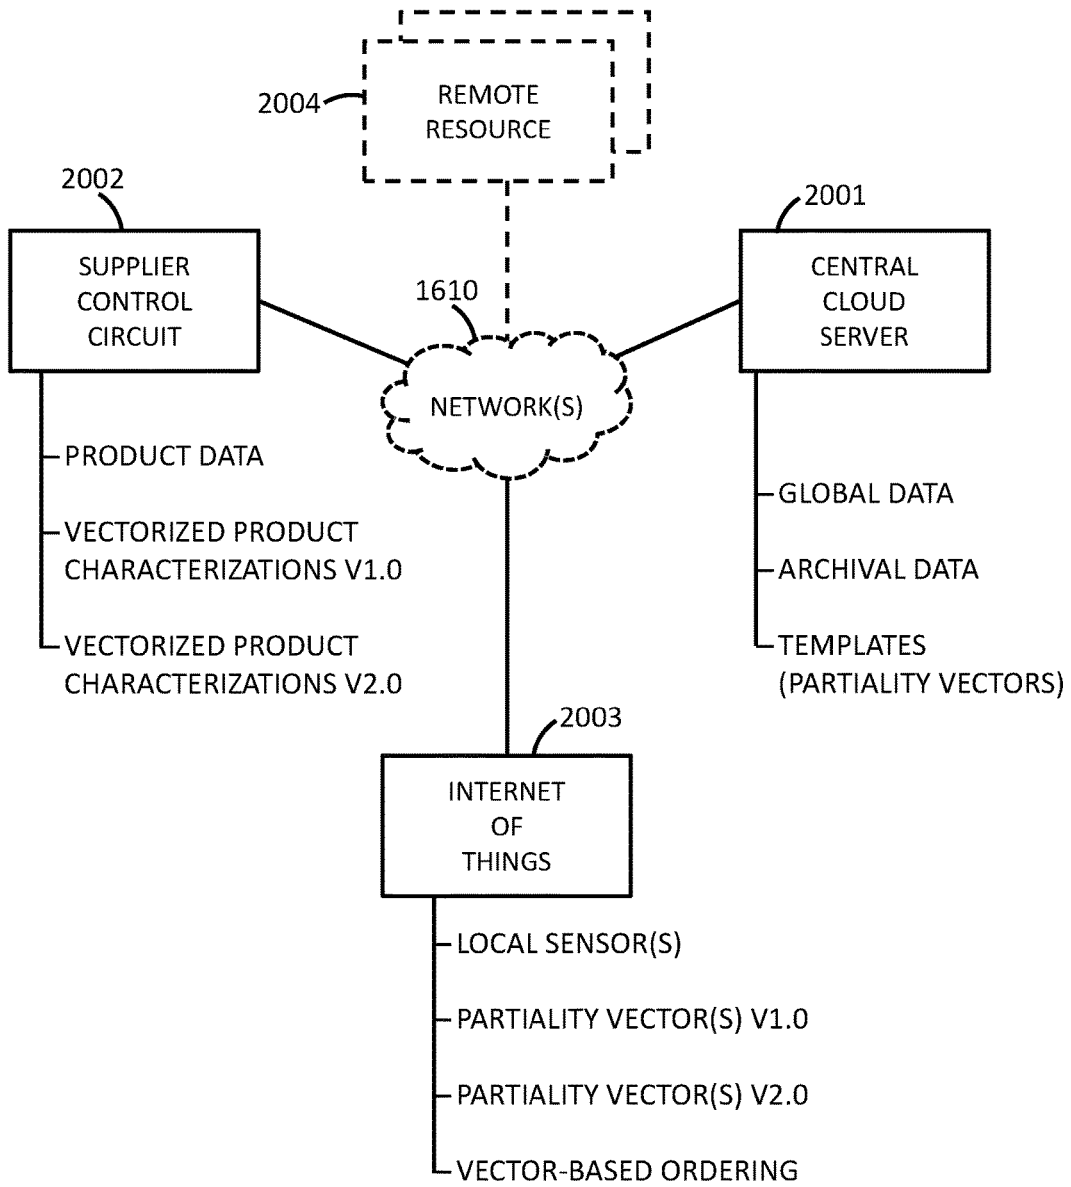 REMOTE
RESOURCE
2004
2002
2001
SUPPLIER
CONTROL
CIRCUIT
CENTRAL
CLOUD
SERVER
1610
NETWORK(S)
PRODUCT DATA
VECTORIZED PRODUCT
CHARACTERIZATIONS V1.0
VECTORIZED PRODUCT
CHARACTERIZATIONS V2.0
GLOBAL DATA
ARCHIVAL DATA
TEMPLATES
(PARTIALITY VECTORS)
2003
INTERNET
OF
THINGS
LOCAL SENSOR(S)
PARTIALITY VECTOR(S) V1.0
PARTIALITY VECTOR(S) V2.0
VECTOR-BASED ORDERING